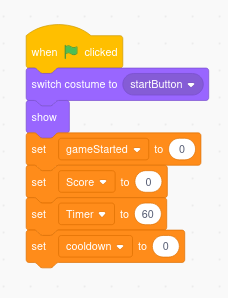 when clicked
switch costume to startButton
show
set gameStarted to 0
set Score to 0
set Timer to 60
set cooldown to 0